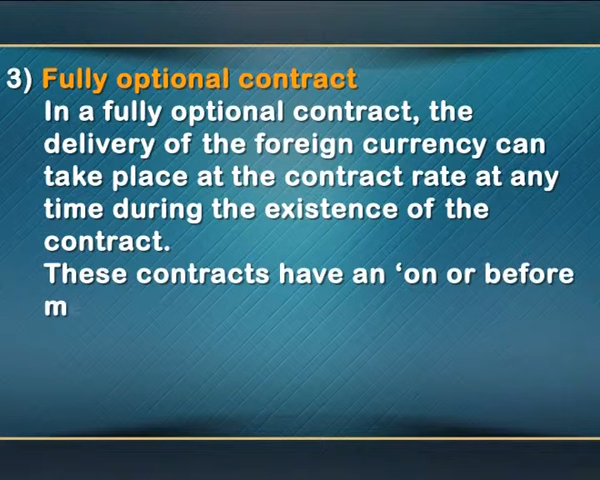 3) Fully optional contract
In a fully optional contract, the
delivery of the foreign currency can
take place at the contract rate at any
time during the existence of the
contract.
These contracts have an ‘on or before
m